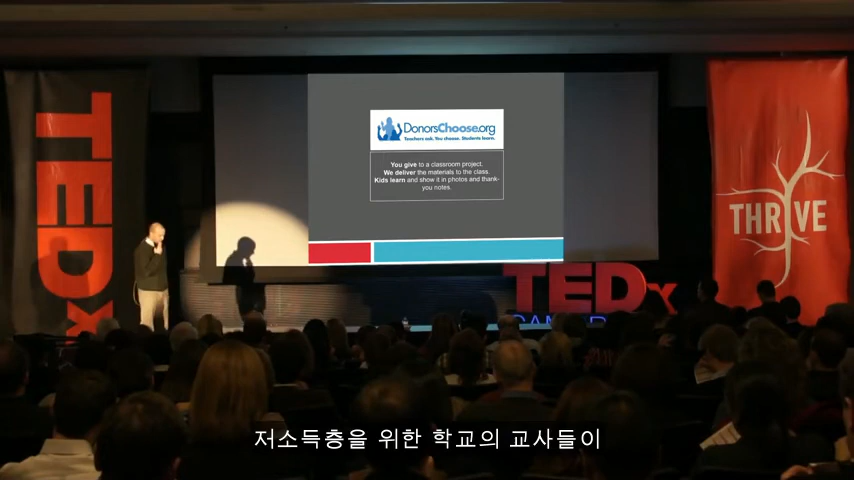 TEDx
DonorsChoose.org
Teachers ask. You choose. Students learn.
You give to a classroom project.
We deliver the materials to the class.
Kids learn and show it in photos and thank-
you notes.
THRIVE
TEDx
저소득층을 위한 학교의 교사들이